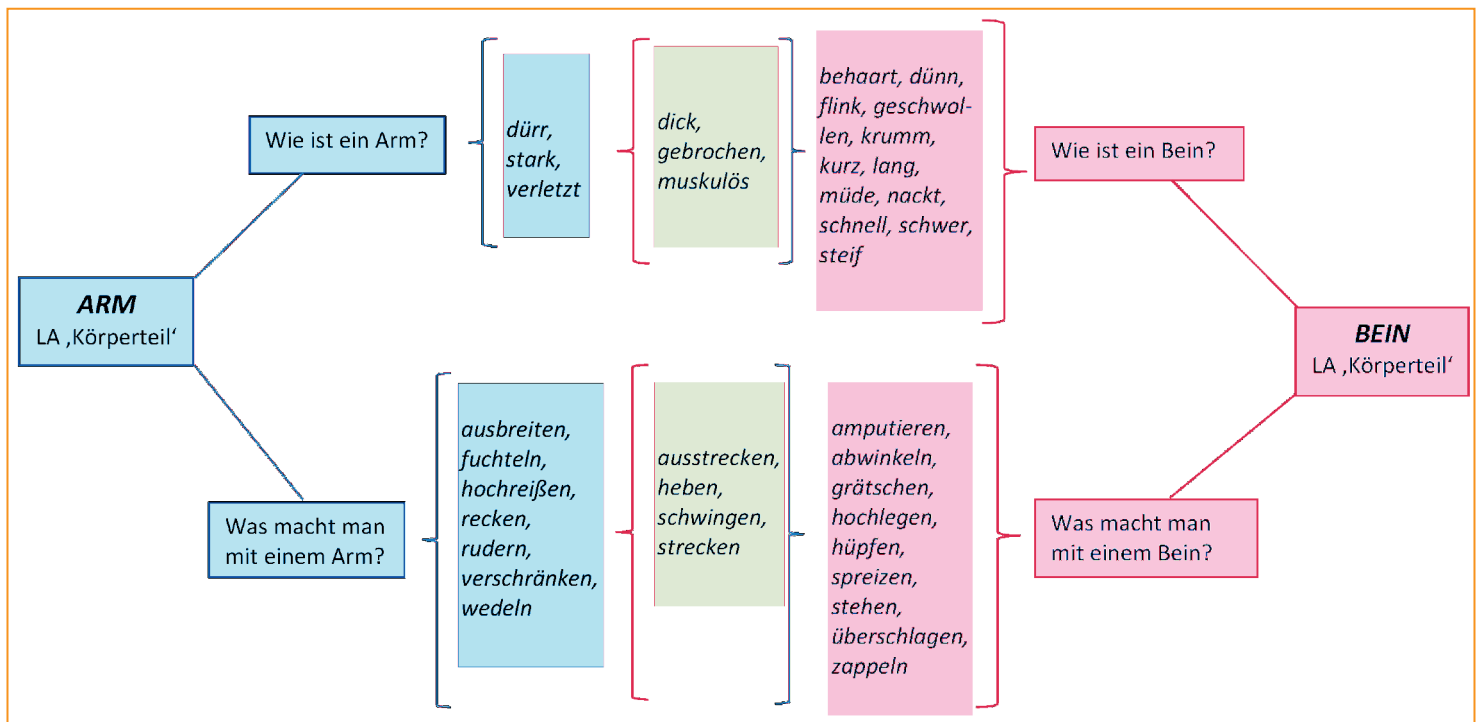 Wie ist ein Arm?
dürr,
stark,
verletzt
dick,
gebrochen,
muskulös
behaart, dünn,
flink, geschwol-
len, krumm,
kurz, lang,
müde, nackt,
schnell, schwer,
steif
Wie ist ein Bein?
ARM
LA ‚Körperteil‘
BEIN
LA ‚Körperteil‘
Was macht man
mit einem Arm?
ausbreiten,
fuchteln,
hochreißen,
recken,
rudern,
verschränken,
wedeln
ausstrecken,
heben,
schwingen,
strecken
amputieren,
abwinkeln,
grätschen,
hochlegen,
hüpfen,
spreizen,
stehen,
überschlagen,
zappeln
Was macht man
mit einem Bein?